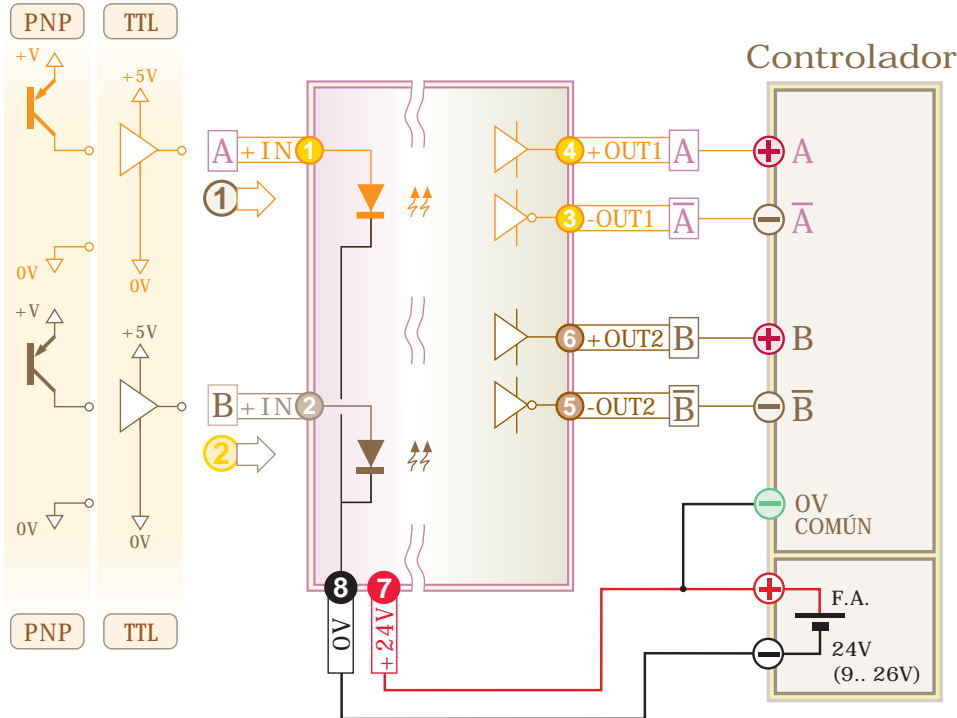 PNP TTL
Controlador
+V
+5V
A +IN 1
4 +OUT1 A
+ A
1
3 -OUT1 A̅
− A̅
0V
0V
+V
+5V
6 +OUT2 B
+ B
B +IN 2
5 -OUT2 B̅
− B̅
2
− 0V
COMÚN
0V
0V
8 7
+
F.A.
PNP TTL
0V
+24V
−
24V
(9.. 26V)